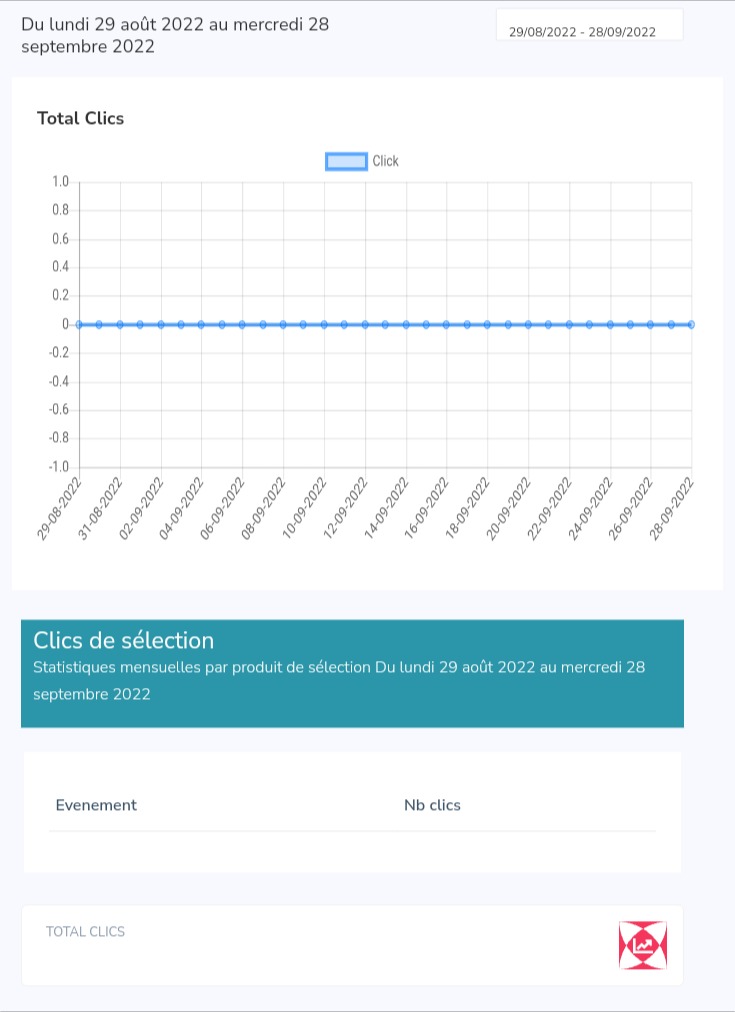 Du lundi 29 août 2022 au mercredi 28
septembre 2022
29/08/2022 - 28/09/2022
Total Clics
Click
1.0
0.8
0.6
0.4
0.2
0
-0.2
-0.4
-0.6
-0.8
-1.0
29-08-2022
31-08-2022
02-09-2022
04-09-2022
06-09-2022
08-09-2022
10-09-2022
12-09-2022
14-09-2022
16-09-2022
18-09-2022
20-09-2022
22-09-2022
24-09-2022
26-09-2022
28-09-2022
Clics de sélection
Statistiques mensuelles par produit de sélection Du lundi 29 août 2022 au mercredi 28
septembre 2022
Evenement Nb clics
TOTAL CLICS